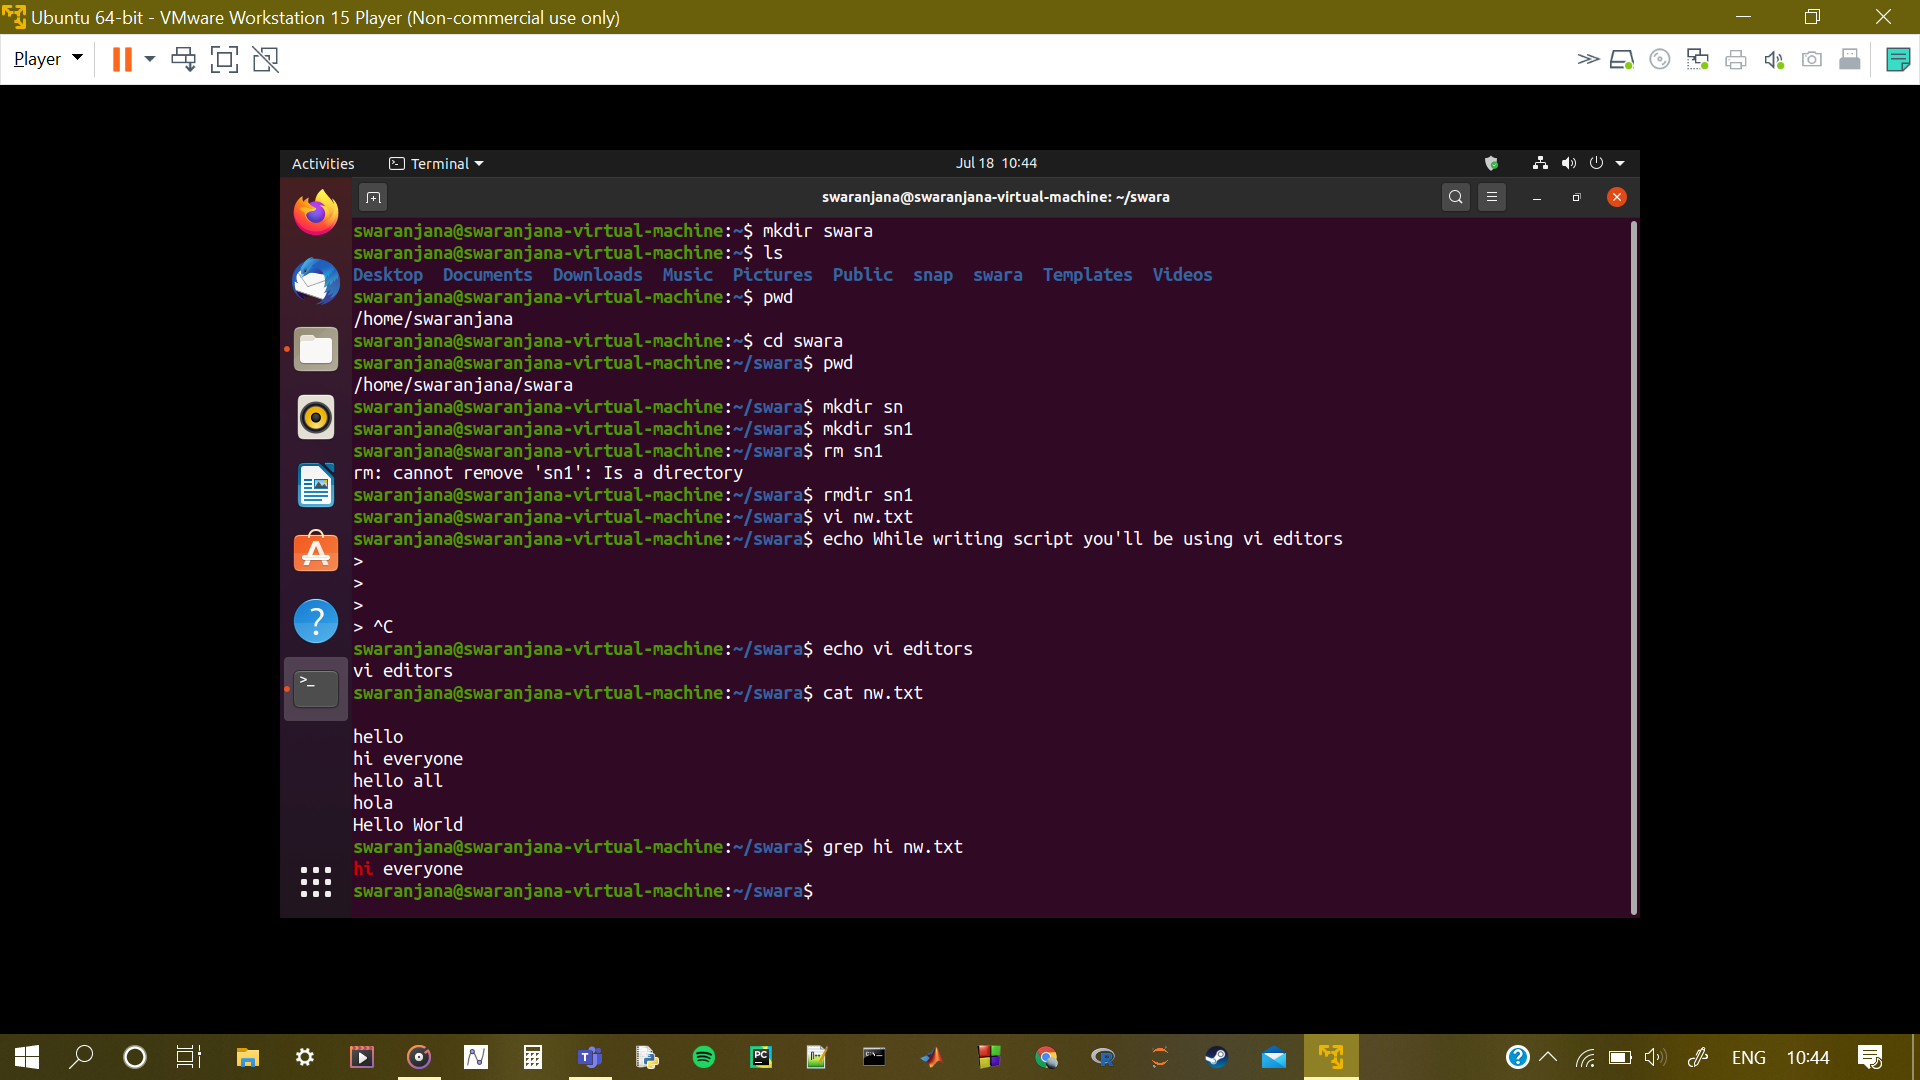 Ubuntu 64-bit - VMware Workstation 15 Player (Non-commercial use only)
Player
Activities Terminal Jul 18 10:44
swaranjana@swaranjana-virtual-machine: ~/swara
swaranjana@swaranjana-virtual-machine:~$ mkdir swara
swaranjana@swaranjana-virtual-machine:~$ ls
Desktop Documents Downloads Music Pictures Public snap swara Templates Videos
swaranjana@swaranjana-virtual-machine:~$ pwd
/home/swaranjana
swaranjana@swaranjana-virtual-machine:~$ cd swara
swaranjana@swaranjana-virtual-machine:~/swara$ pwd
/home/swaranjana/swara
swaranjana@swaranjana-virtual-machine:~/swara$ mkdir sn
swaranjana@swaranjana-virtual-machine:~/swara$ mkdir sn1
swaranjana@swaranjana-virtual-machine:~/swara$ rm sn1
rm: cannot remove 'sn1': Is a directory
swaranjana@swaranjana-virtual-machine:~/swara$ rmdir sn1
swaranjana@swaranjana-virtual-machine:~/swara$ vi nw.txt
swaranjana@swaranjana-virtual-machine:~/swara$ echo While writing script you'll be using vi editors
>
>
>
> ^C
swaranjana@swaranjana-virtual-machine:~/swara$ echo vi editors
vi editors
swaranjana@swaranjana-virtual-machine:~/swara$ cat nw.txt
hello
hi everyone
hello all
hola
Hello World
swaranjana@swaranjana-virtual-machine:~/swara$ grep hi nw.txt
hi everyone
swaranjana@swaranjana-virtual-machine:~/swara$
ENG 10:44